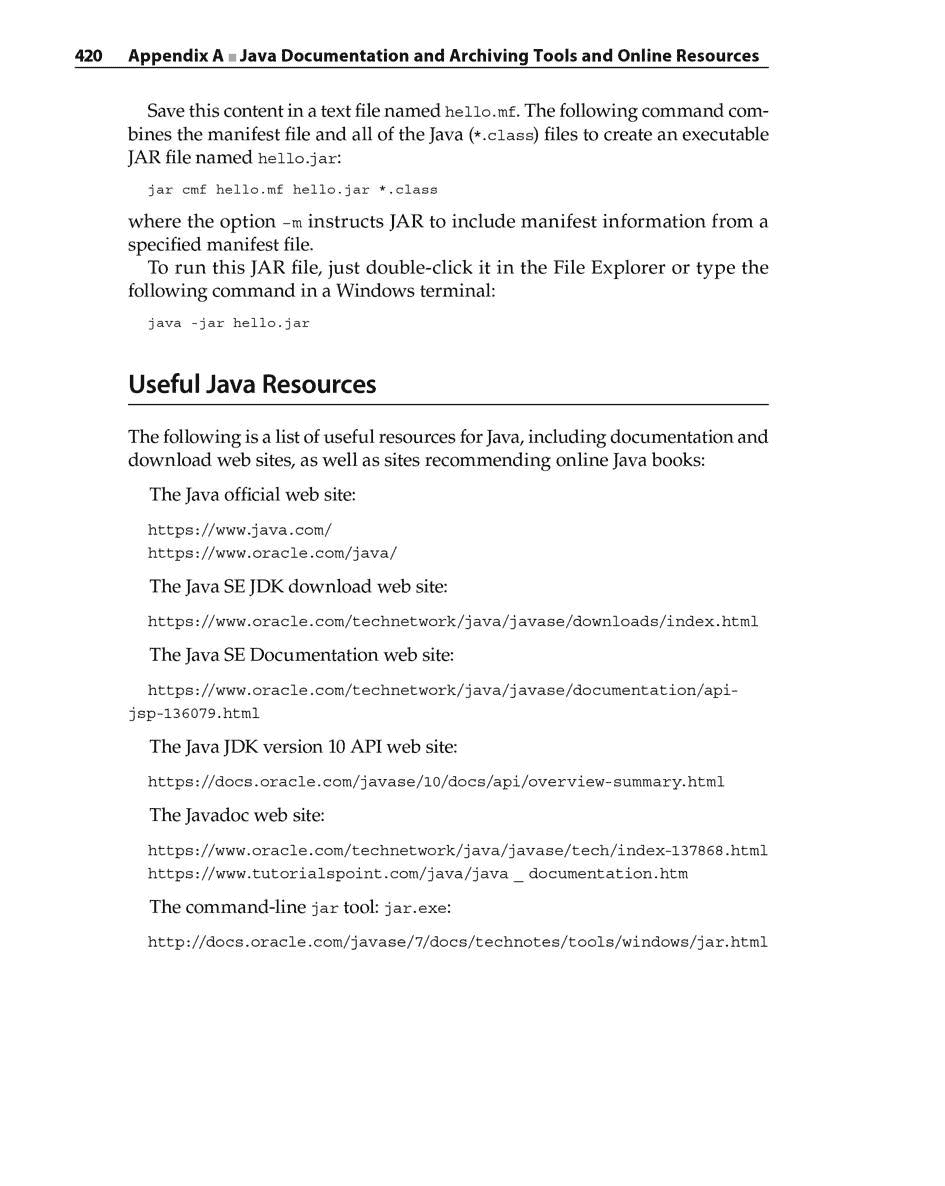 420 Appendix A ■ Java Documentation and Archiving Tools and Online Resources
Save this content in a text file named hello.mf. The following command com-
bines the manifest file and all of the Java (*.class) files to create an executable
JAR file named hello.jar:
jar cmf hello.mf hello.jar *.class
where the option –m instructs JAR to include manifest information from a
specified manifest file.
To run this JAR file, just double-click it in the File Explorer or type the
following command in a Windows terminal:
java -jar hello.jar
Useful Java Resources
The following is a list of useful resources for Java, including documentation and
download web sites, as well as sites recommending online Java books:
The Java official web site:
https://www.java.com/
https://www.oracle.com/java/
The Java SE JDK download web site:
https://www.oracle.com/technetwork/java/javase/downloads/index.html
The Java SE Documentation web site:
https://www.oracle.com/technetwork/java/javase/documentation/api-
jsp-136079.html
The Java JDK version 10 API web site:
https://docs.oracle.com/javase/10/docs/api/overview-summary.html
The Javadoc web site:
https://www.oracle.com/technetwork/java/javase/tech/index-137868.html
https://www.tutorialspoint.com/java/java _ documentation.htm
The command-line jar tool: jar.exe:
http://docs.oracle.com/javase/7/docs/technotes/tools/windows/jar.html